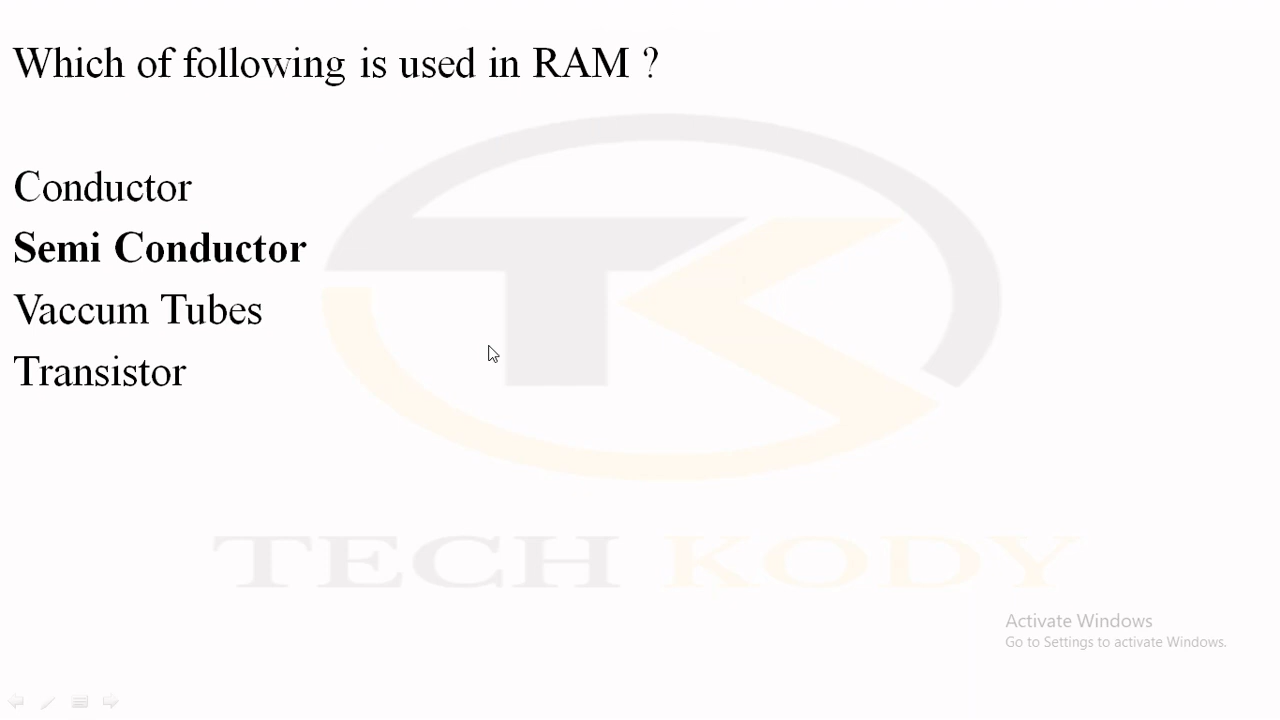 Which of following is used in RAM ?
Conductor
Semi Conductor
Vaccum Tubes
Transistor
TK
TECH KODY
Activate Windows
Go to Settings to activate Windows.